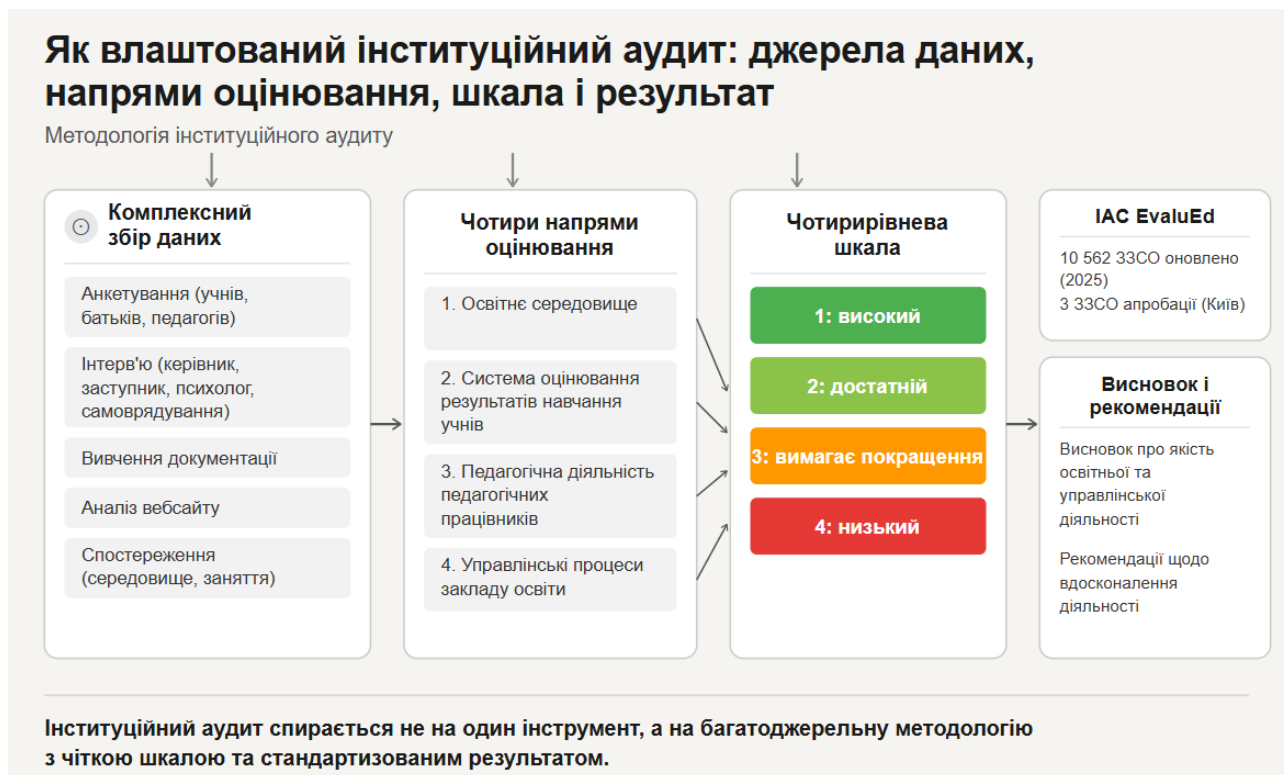 Як влаштований інституційний аудит: джерела даних,
напрями оцінювання, шкала і результат
Методологія інституційного аудиту
Комплексний
збір даних
Анкетування (учнів,
батьків, педагогів)
Інтерв'ю (керівник,
заступник, психолог,
самоврядування)
Вивчення документації
Аналіз вебсайту
Спостереження
(середовище, заняття)
Чотири напрями
оцінювання
1. Освітнє середовище
2. Система оцінювання
результатів навчання
учнів
3. Педагогічна діяльність
педагогічних
працівників
4. Управлінські процеси
закладу освіти
Чотирирівнева
шкала
1: високий
2: достатній
3: вимагає покращення
4: низький
ІАС EvaluEd
10 562 ЗЗСО оновлено
(2025)
3 ЗЗСО апробації (Київ)
Висновок і
рекомендації
Висновок про якість
освітньої та
управлінської
діяльності
Рекомендації щодо
вдосконалення
діяльності
Інституційний аудит спирається не на один інструмент, а на багатоджерельну методологію
з чіткою шкалою та стандартизованим результатом.